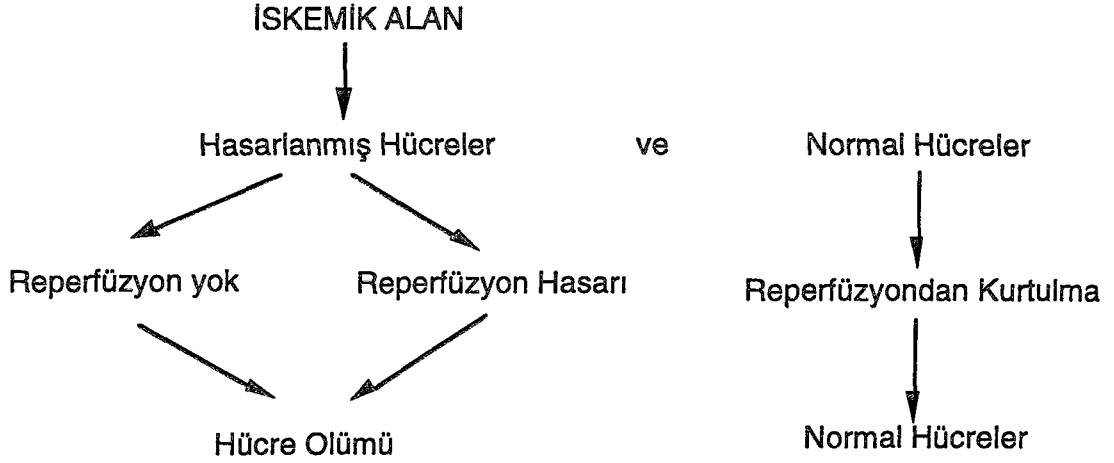 İSKEMİK ALAN
Hasarlanmış Hücreler ve Normal Hücreler
Reperfüzyon yok Reperfüzyon Hasarı Reperfüzyondan Kurtulma
Hücre Olümü Normal Hücreler